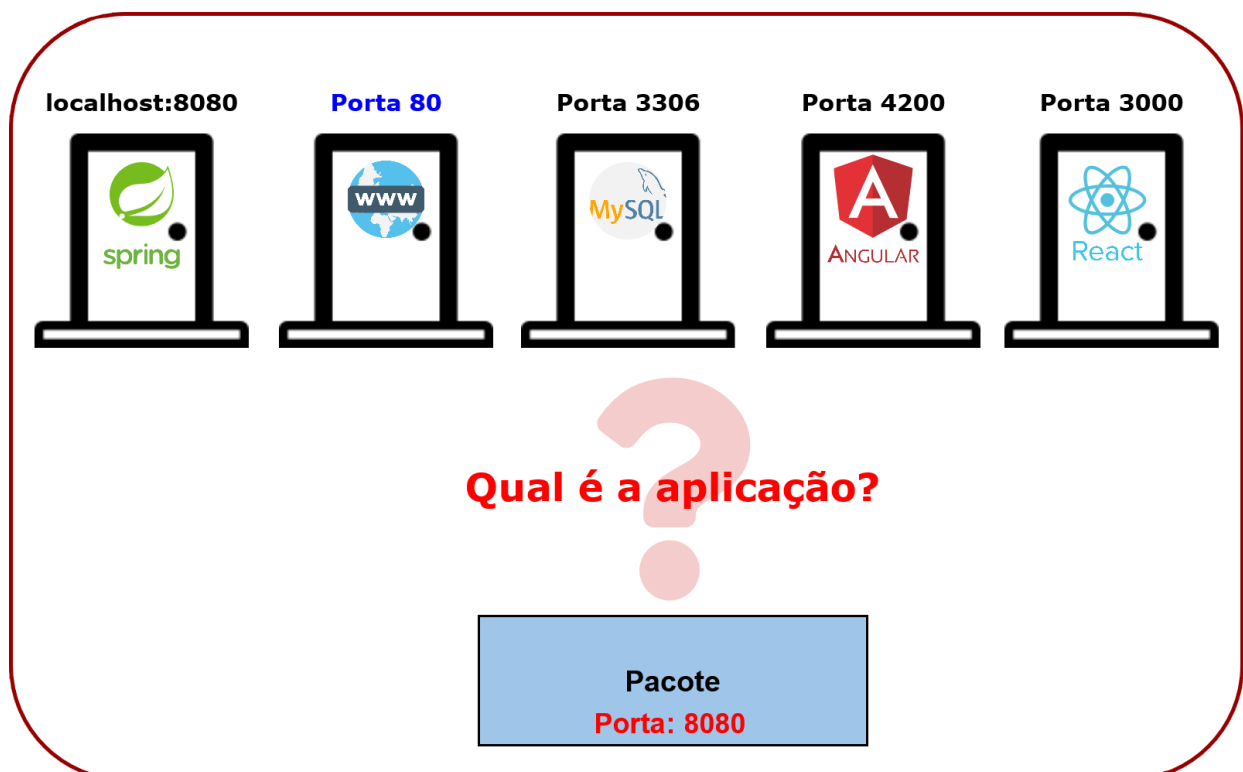 localhost:8080 Porta 80 Porta 3306 Porta 4200 Porta 3000
spring www MySQL ANGULAR React
Qual é a aplicação?
Pacote
Porta: 8080